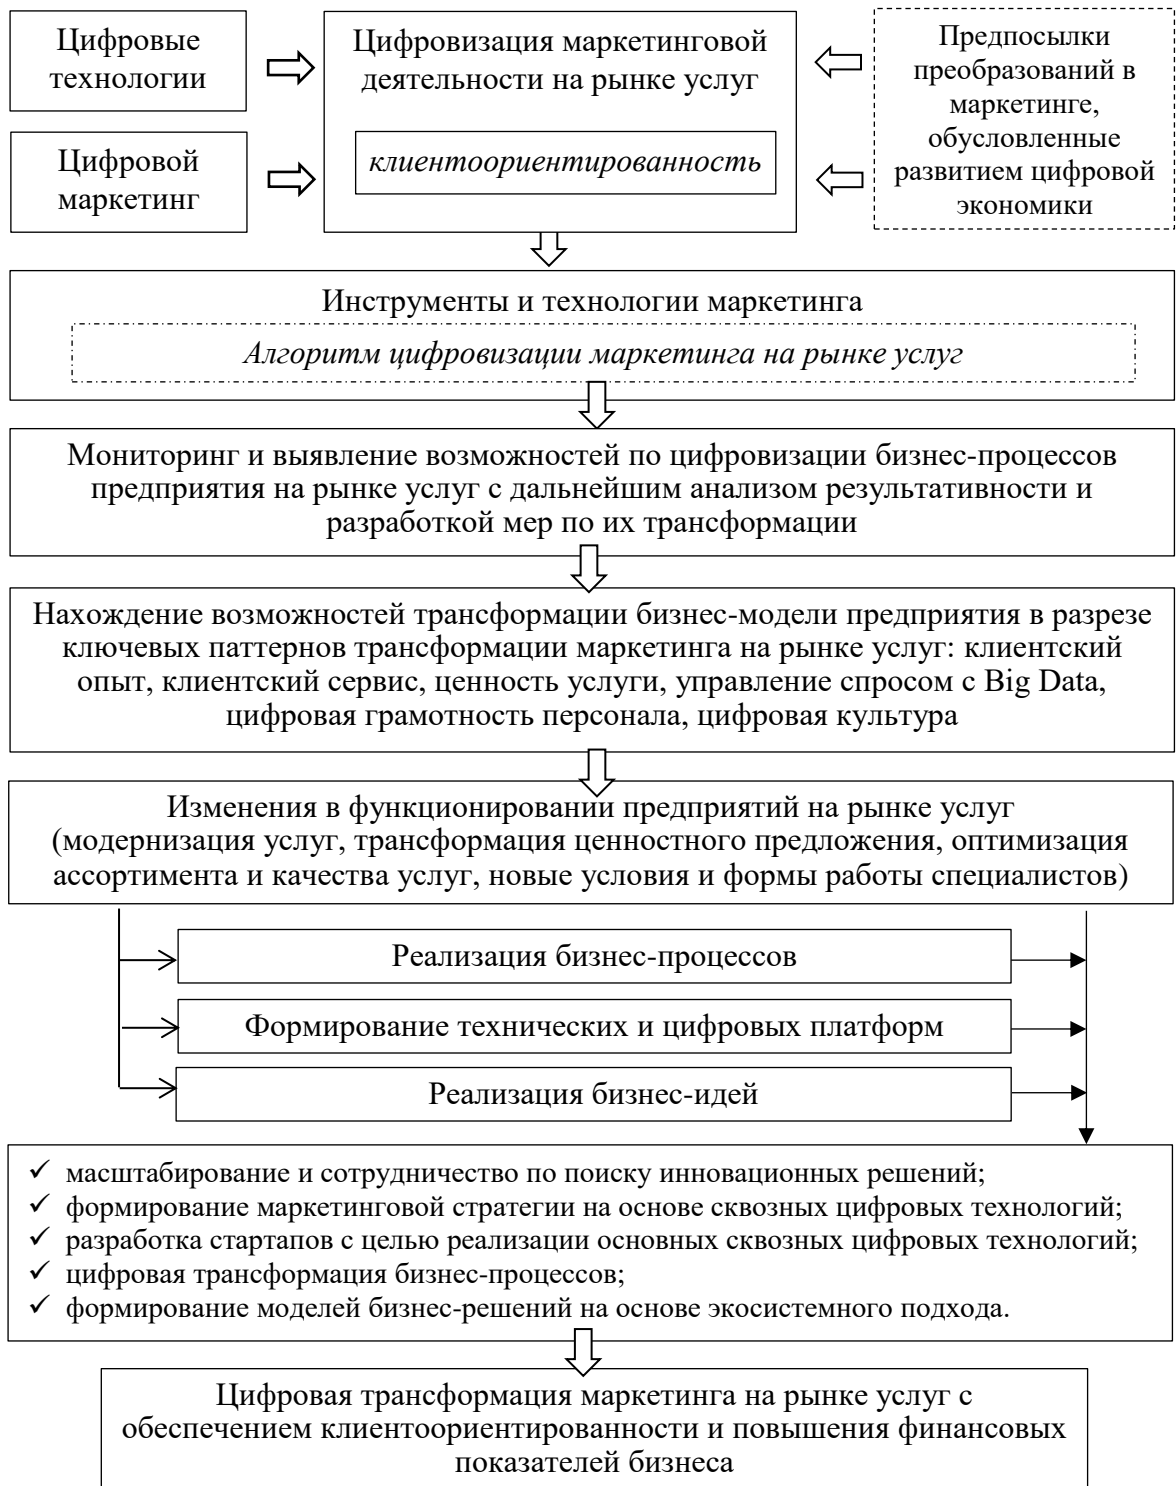 Цифровые
технологии
Цифровой
маркетинг
Цифровизация маркетинговой
деятельности на рынке услуг
клиентоориентированность
Предпосылки
преобразований в
маркетинге,
обусловленные
развитием цифровой
экономики
Инструменты и технологии маркетинга
Алгоритм цифровизации маркетинга на рынке услуг
Мониторинг и выявление возможностей по цифровизации бизнес-процессов
предприятия на рынке услуг с дальнейшим анализом результативности и
разработкой мер по их трансформации
Нахождение возможностей трансформации бизнес-модели предприятия в разрезе
ключевых паттернов трансформации маркетинга на рынке услуг: клиентский
опыт, клиентский сервис, ценность услуги, управление спросом с Big Data,
цифровая грамотность персонала, цифровая культура
Изменения в функционировании предприятий на рынке услуг
(модернизация услуг, трансформация ценностного предложения, оптимизация
ассортимента и качества услуг, новые условия и формы работы специалистов)
Реализация бизнес-процессов
Формирование технических и цифровых платформ
Реализация бизнес-идей
✓ масштабирование и сотрудничество по поиску инновационных решений;
✓ формирование маркетинговой стратегии на основе сквозных цифровых технологий;
✓ разработка стартапов с целью реализации основных сквозных цифровых технологий;
✓ цифровая трансформация бизнес-процессов;
✓ формирование моделей бизнес-решений на основе экосистемного подхода.
Цифровая трансформация маркетинга на рынке услуг с
обеспечением клиентоориентированности и повышения финансовых
показателей бизнеса